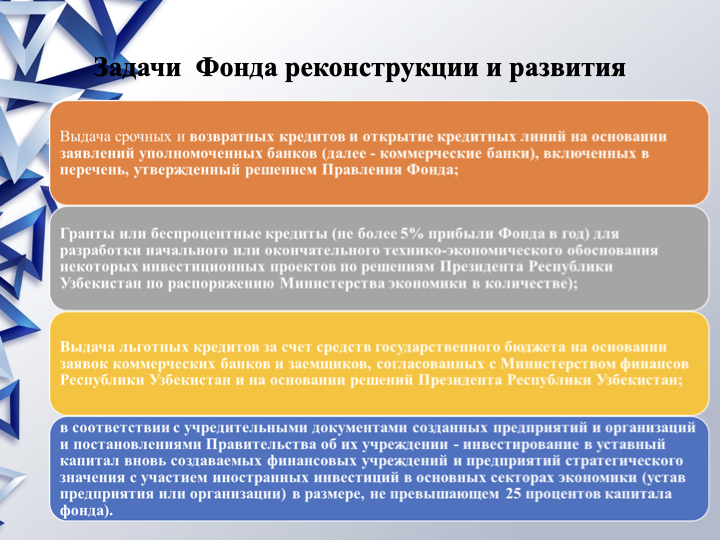 Задачи Фонда реконструкции и развития
Выдача срочных и возвратных кредитов и открытие кредитных линий на основании
заявлений уполномоченных банков (далее - коммерческие банки), включенных в
перечень, утвержденный решением Правления Фонда;
Гранты или беспроцентные кредиты (не более 5% прибыли Фонда в год) для
разработки начального или окончательного технико-экономического обоснования
некоторых инвестиционных проектов по решениям Президента Республики
Узбекистан по распоряжению Министерства экономики в количестве);
Выдача льготных кредитов за счет средств государственного бюджета на основании
заявок коммерческих банков и заемщиков, согласованных с Министерством финансов
Республики Узбекистан и на основании решений Президента Республики Узбекистан;
в соответствии с учредительными документами созданных предприятий и организаций
и постановлениями Правительства об их учреждении - инвестирование в уставный
капитал вновь создаваемых финансовых учреждений и предприятий стратегического
значения с участием иностранных инвестиций в основных секторах экономики (устав
предприятия или организации) в размере, не превышающем 25 процентов капитала
фонда).